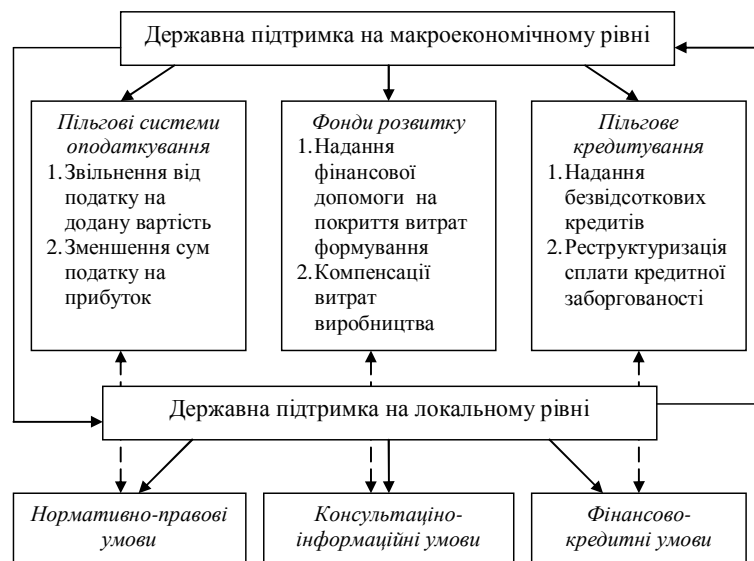 Державна підтримка на макроекономічному рівні
Пільгові системи
оподаткування
1. Звільнення від
податку на
додану вартість
2. Зменшення сум
податку на
прибуток
Фонди розвитку
1. Надання
фінансової
допомоги на
покриття витрат
формування
2. Компенсації
витрат
виробництва
Пільгове
кредитування
1. Надання
безвідсоткових
кредитів
2. Реструктуризація
сплати кредитної
заборгованості
Державна підтримка на локальному рівні
Нормативно-правові
умови
Консультаціно-
інформаційні умови
Фінансово-
кредитні умови